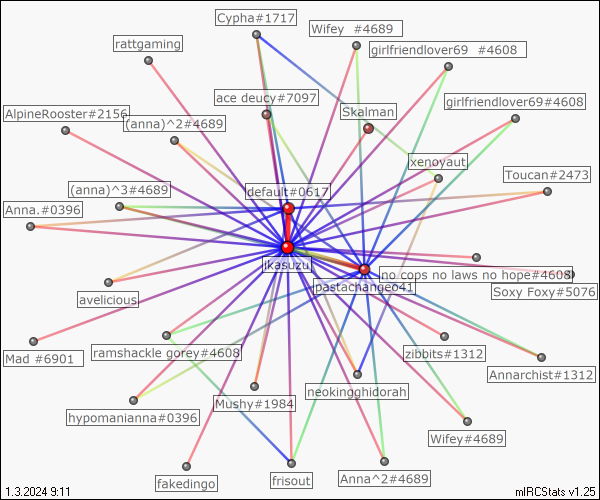 Cypha#1717
Wifey  #4689
rattgaming
girlfriendlover69  #4608
ace deucy#7097
girlfriendlover69#4608
AlpineRooster#2156
(anna)^2#4689
Skalman
xenoyaut
Toucan#2473
(anna)^3#4689
default#0617
Anna.#0396
jkasuzu
no cops no laws no hope#4608
pastachangeo41
Soxy Foxy#5076
avelicious
Mad #6901
ramshackle gorey#4608
zibbits#1312
Annarchist#1312
neokingghidorah
Mushy#1984
hypomanianna#0396
Wifey#4689
fakedingo
frisout
Anna^2#4689
1.3.2024 9:11
mIRCStats v1.25